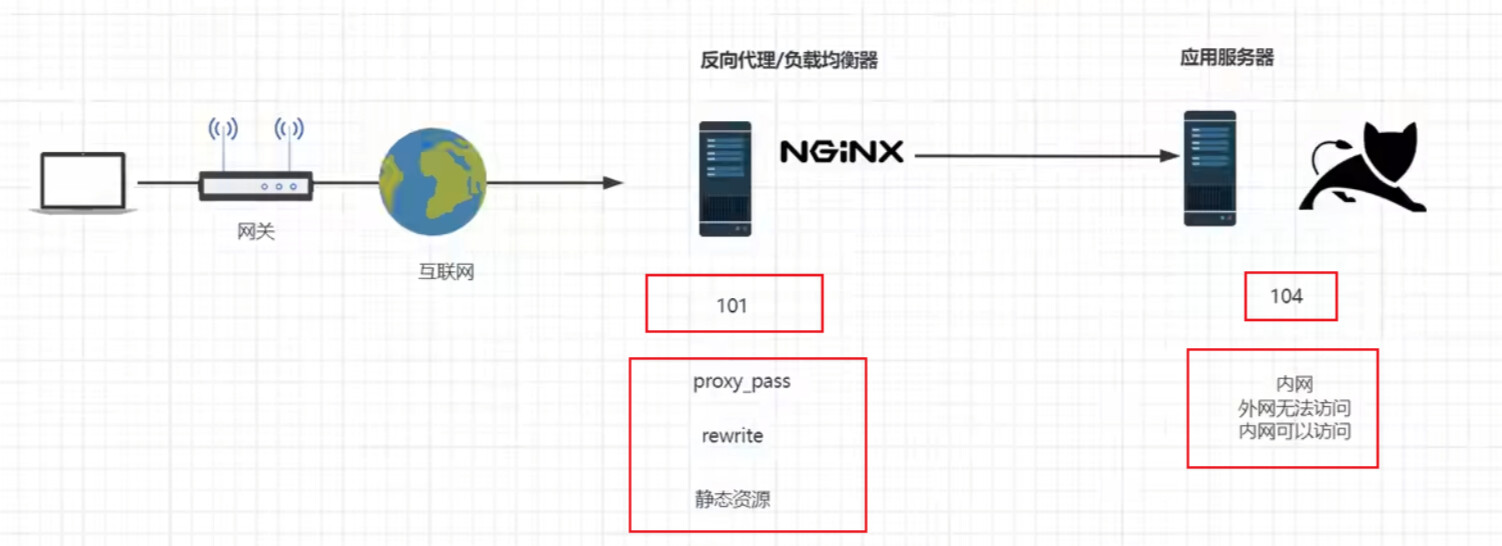 反向代理/负载均衡器
应用服务器
NGiNX
网关
互联网
101
104
proxy_pass
rewrite
静态资源
内网
外网无法访问
内网可以访问